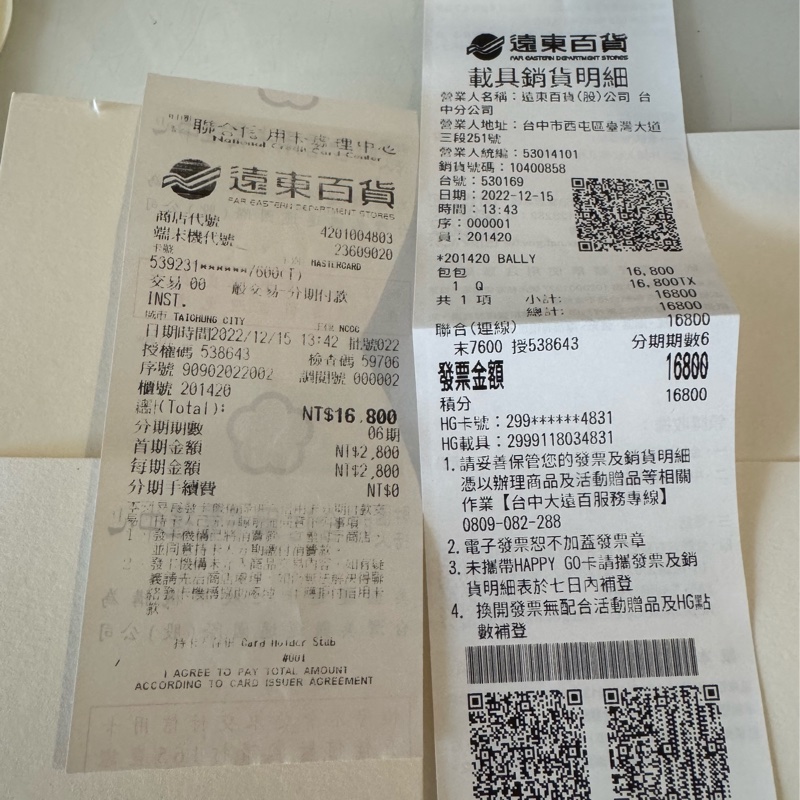 聯合信用卡處理中心
National Credit Card Center
遠東百貨
FAR EASTERN DEPARTMENT STORES
商店代號 4201004803
端末機代號 23609020
卡號 MASTERCARD
539231******/600(T)
交易 00 一般交易-分期付款
INST.
城市 TAICHUNG CITY NCCC
日期時間2022/12/15 13:42 批號022
授權碼 538643 檢查碼 59706
序號 90902022002 調閱號 000002
櫃號 201420
總計(Total): NT$16,800
分期期數 06期
首期金額 NT$2,800
每期金額 NT$2,800
分期手續費 NT$0
持卡人存根 Card Holder Stub
#001
I AGREE TO PAY TOTAL AMOUNT
ACCORDING TO CARD ISSUER AGREEMENT
遠東百貨
FAR EASTERN DEPARTMENT STORES
載具銷貨明細
營業人名稱：遠東百貨(股)公司 台
中分公司
營業人地址：台中市西屯區臺灣大道
三段251號
營業人統編：53014101
銷貨號碼：10400858
台號：530169
日期：2022-12-15
時間：13:43
序：000001
員：201420
*201420 BALLY
包包 16,800
1 Q 16,800TX
共 1 項 小計: 16800
總計: 16800
聯合(連線) 16800
末7600 授538643 分期期數6
發票金額 16800
積分 16800
HG卡號：299******4831
HG載具：2999118034831
1.請妥善保管您的發票及銷貨明細
憑以辦理商品及活動贈品等相關
作業【台中大遠百服務專線】
0809-082-288
2.電子發票恕不加蓋發票章
3.未攜帶HAPPY GO卡請攜發票及銷
貨明細表於七日內補登
4.換開發票無配合活動贈品及HG點
數補登